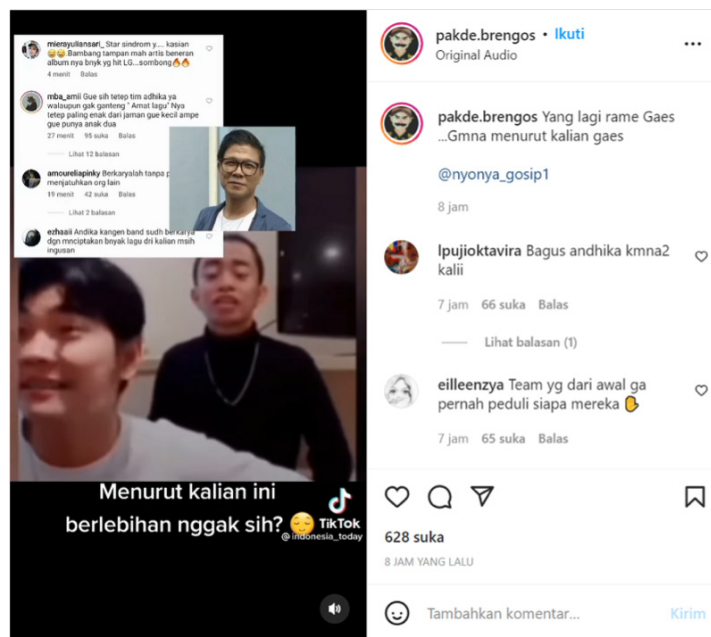 mierayuliansari_ Star sindrom y.... kasian
😂😂 Bambang tampan mah artis beneran
album nya bnyk yg hit LG...sombong🔥🔥
4 menit Balas
mba_amii Gue sih tetep tim adhika ya
walaupun gak ganteng " Amat lagu" Nya
tetep paling enak dari jaman gue kecil ampe
gue punya anak dua
27 menit 95 suka Balas
Lihat 12 balasan
amoureliapinky Berkaryalah tanpa
menjatuhkan org lain
19 menit 42 suka Balas
Lihat 2 balasan
ezhaaii Andika kangen band sudh berkarya
dgn mnciptakan bnyak lagu dri kalian msih
ingusan
Menurut kalian ini
berlebihan nggak sih? 😌
TikTok
@indonesia_today
pakde.brengos • Ikuti
Original Audio
pakde.brengos Yang lagi rame Gaes
...Gmna menurut kalian gaes
@nyonya_gosip1
8 jam
lpujioktavira Bagus andhika kmna2
kalii
7 jam 66 suka Balas
Lihat balasan (1)
eilleenzya Team yg dari awal ga
pernah peduli siapa mereka ✋
7 jam 65 suka Balas
628 suka
8 JAM YANG LALU
Tambahkan komentar...
Kirim